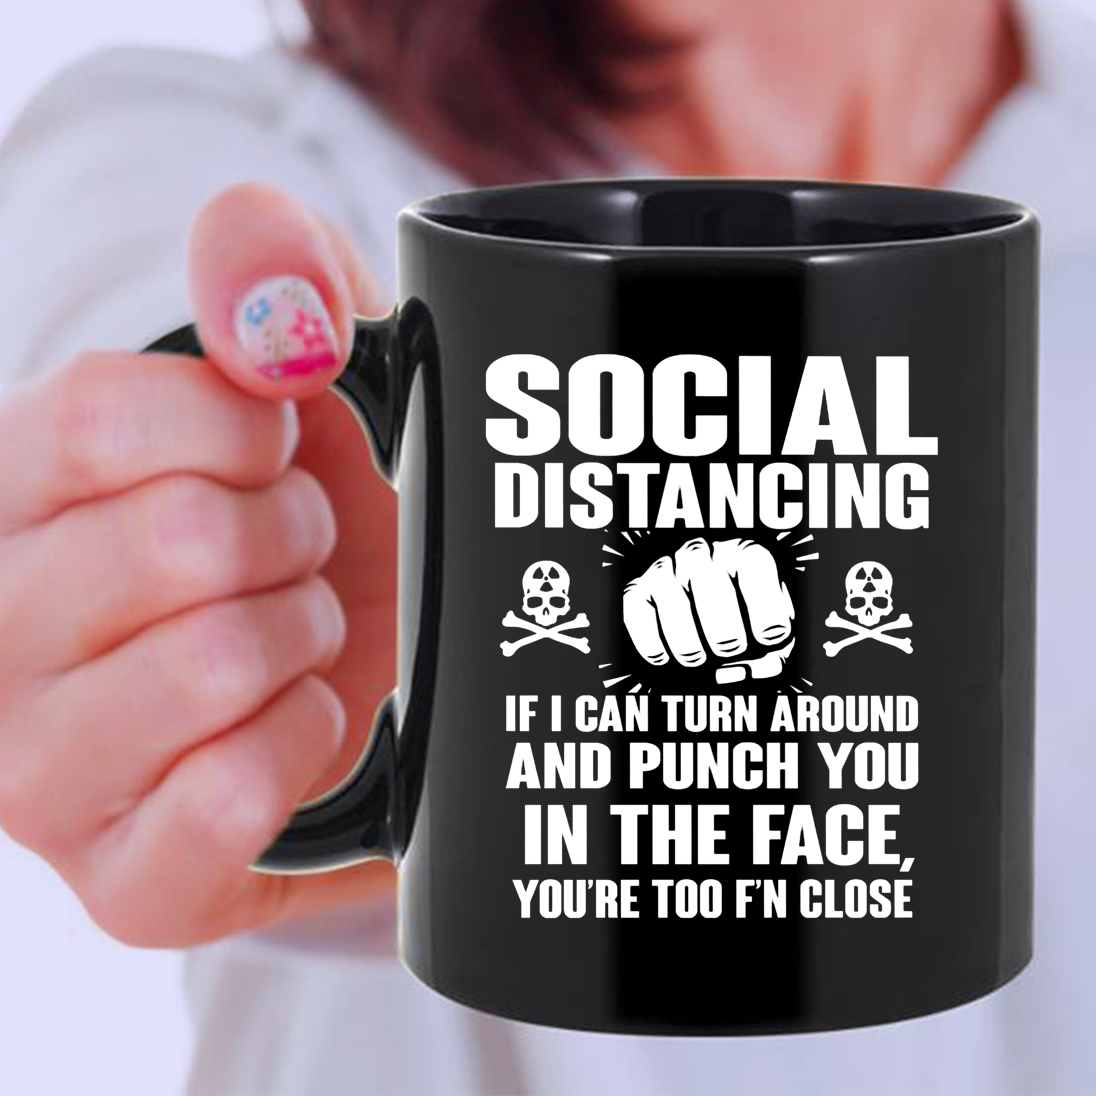 SOCIAL
DISTANCING
IF I CAN TURN AROUND
AND PUNCH YOU
IN THE FACE,
YOU'RE TOO F'N CLOSE